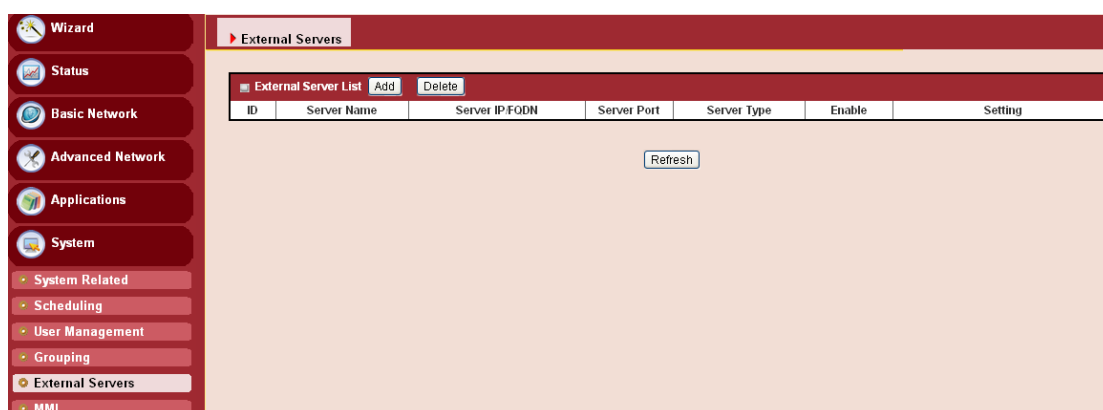 Wizard
Status
Basic Network
Advanced Network
Applications
System
System Related
Scheduling
User Management
Grouping
External Servers
MMI
External Servers
External Server List Add Delete
ID Server Name Server IP/FQDN Server Port Server Type Enable Setting
Refresh